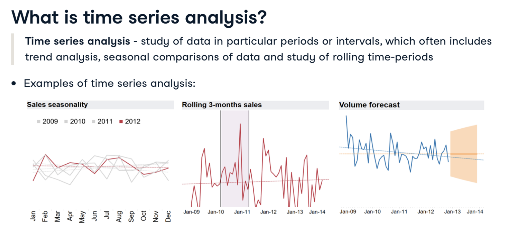 What is time series analysis?
Time series analysis - study of data in particular periods or intervals, which often includes
trend analysis, seasonal comparisons of data and study of rolling time-periods
• Examples of time series analysis:
Sales seasonality
2009 2010 2011 2012
Jan Feb Mar Apr May Jun Jul Aug Sep Oct Nov Dec
Rolling 3-months sales
Jan-09 Jan-10 Jan-11 Jan-12 Jan-13 Jan-14
Volume forecast
Jan-09 Jan-10 Jan-11 Jan-12 Jan-13 Jan-14